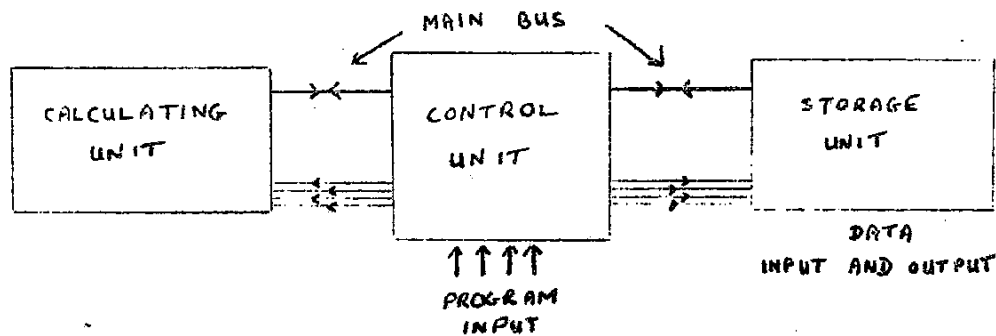 MAIN BUS
CALCULATING
UNIT
CONTROL
UNIT
STORAGE
UNIT
DATA
INPUT AND OUTPUT
PROGRAM
INPUT